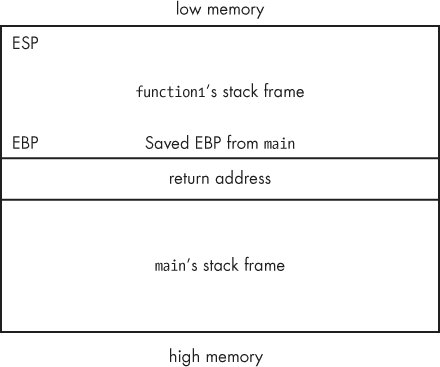 low memory
ESP
function1's stack frame
EBP Saved EBP from main
return address
main's stack frame
high memory